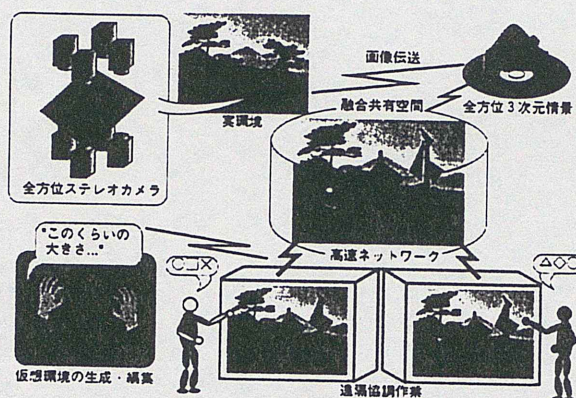 画像伝送
融合共有空間
全方位3次元情景
実環境
全方位ステレオカメラ
"このくらいの
大きさ..."
高速ネットワーク
○□×
△◇○
仮想環境の生成・編集
遠隔協調作業